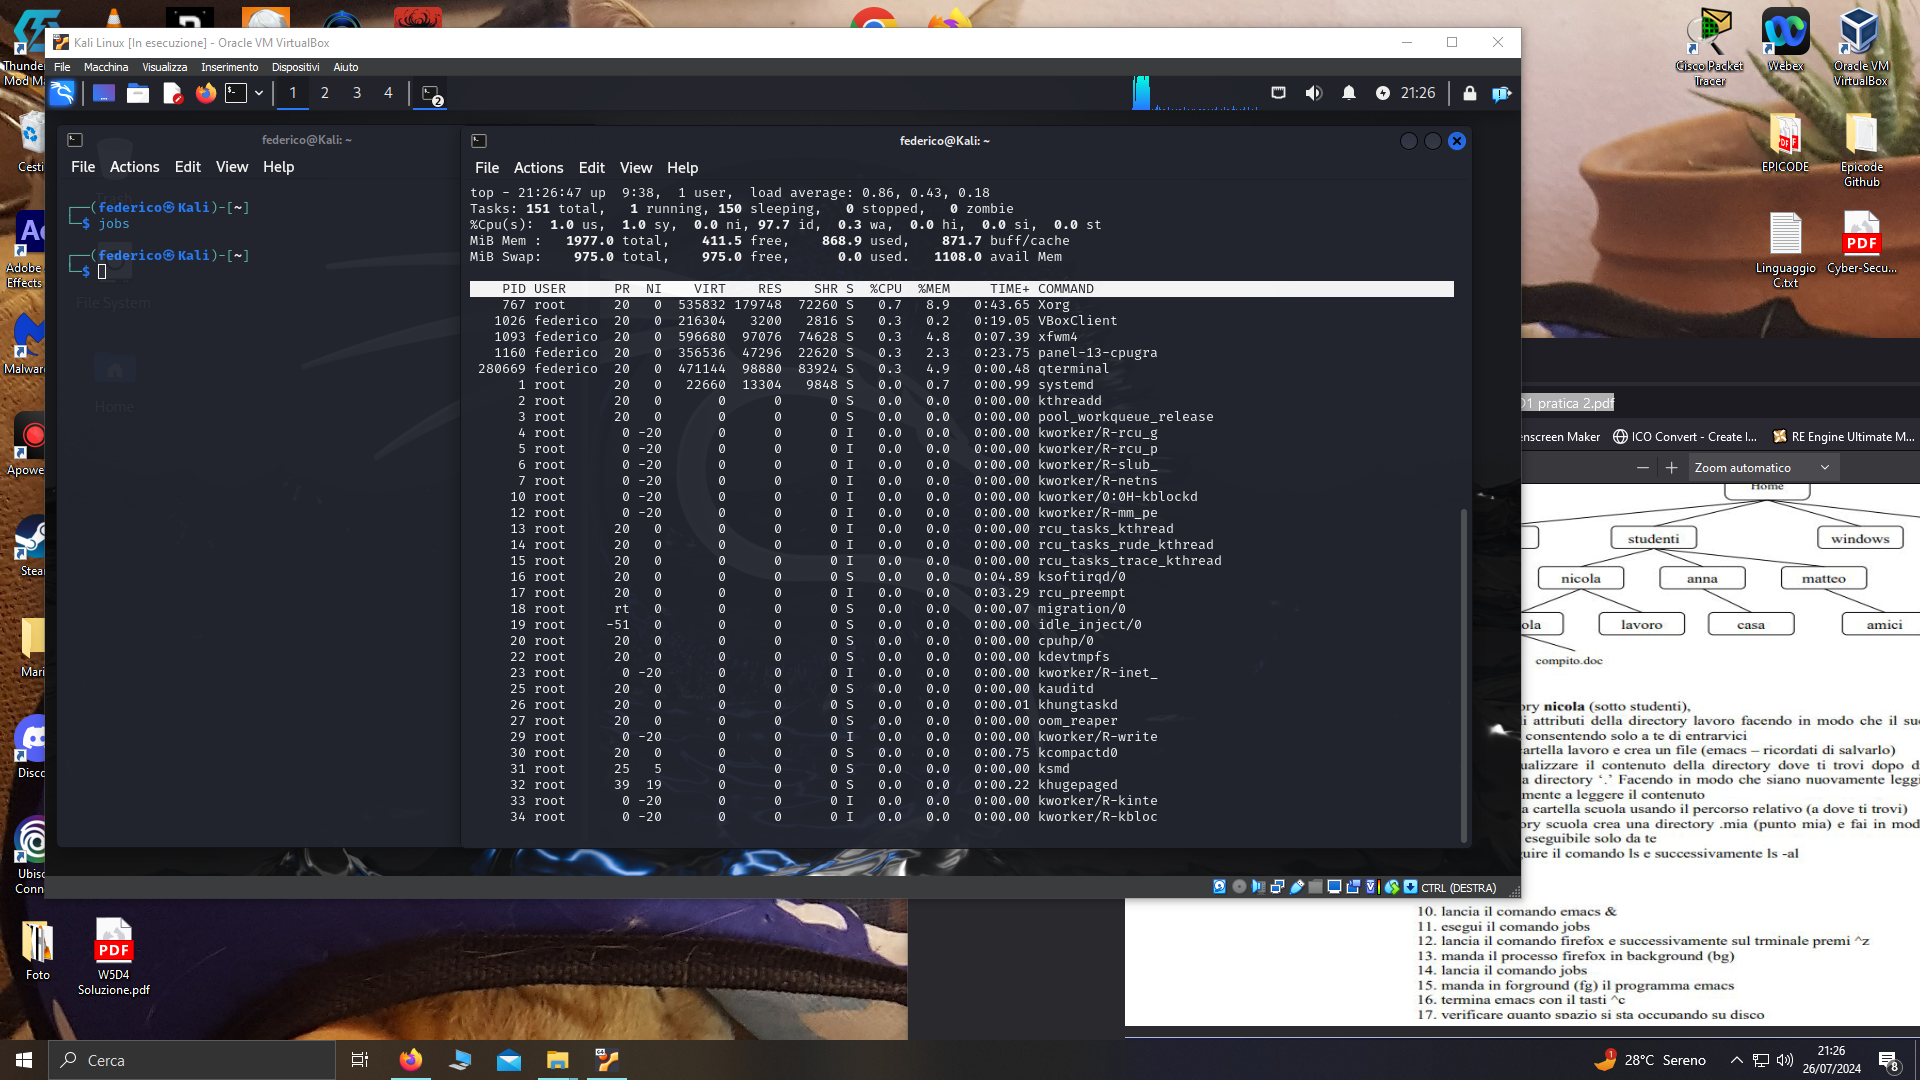 Kali Linux [In esecuzione] - Oracle VM VirtualBox
File Macchina Visualizza Inserimento Dispositivi Aiuto
1 2 3 4 2 21:26
federico@Kali: ~
File Actions Edit View Help
┌──(federico㉿Kali)-[~]
└─$ jobs
┌──(federico㉿Kali)-[~]
└─$
File System
Home
federico@Kali: ~
File Actions Edit View Help
top - 21:26:47 up 9:38, 1 user, load average: 0.86, 0.43, 0.18
Tasks: 151 total, 1 running, 150 sleeping, 0 stopped, 0 zombie
%Cpu(s): 1.0 us, 1.0 sy, 0.0 ni, 97.7 id, 0.3 wa, 0.0 hi, 0.0 si, 0.0 st
MiB Mem : 1977.0 total, 411.5 free, 868.9 used, 871.7 buff/cache
MiB Swap: 975.0 total, 975.0 free, 0.0 used. 1108.0 avail Mem
PID USER PR NI VIRT RES SHR S %CPU %MEM TIME+ COMMAND
767 root 20 0 535832 179748 72260 S 0.7 8.9 0:43.65 Xorg
1026 federico 20 0 216304 3200 2816 S 0.3 0.2 0:19.05 VBoxClient
1093 federico 20 0 596680 97076 74628 S 0.3 4.8 0:07.39 xfwm4
1160 federico 20 0 356536 47296 22620 S 0.3 2.3 0:23.75 panel-13-cpugra
280669 federico 20 0 471144 98880 83924 S 0.3 4.9 0:00.48 qterminal
1 root 20 0 22660 13304 9848 S 0.0 0.7 0:00.99 systemd
2 root 20 0 0 0 0 S 0.0 0.0 0:00.00 kthreadd
3 root 20 0 0 0 0 S 0.0 0.0 0:00.00 pool_workqueue_release
4 root 0 -20 0 0 0 I 0.0 0.0 0:00.00 kworker/R-rcu_g
5 root 0 -20 0 0 0 I 0.0 0.0 0:00.00 kworker/R-rcu_p
6 root 0 -20 0 0 0 I 0.0 0.0 0:00.00 kworker/R-slub_
7 root 0 -20 0 0 0 I 0.0 0.0 0:00.00 kworker/R-netns
10 root 0 -20 0 0 0 I 0.0 0.0 0:00.00 kworker/0:0H-kblockd
12 root 0 -20 0 0 0 I 0.0 0.0 0:00.00 kworker/R-mm_pe
13 root 20 0 0 0 0 I 0.0 0.0 0:00.00 rcu_tasks_kthread
14 root 20 0 0 0 0 I 0.0 0.0 0:00.00 rcu_tasks_rude_kthread
15 root 20 0 0 0 0 I 0.0 0.0 0:00.00 rcu_tasks_trace_kthread
16 root 20 0 0 0 0 S 0.0 0.0 0:04.89 ksoftirqd/0
17 root 20 0 0 0 0 I 0.0 0.0 0:03.29 rcu_preempt
18 root rt 0 0 0 0 S 0.0 0.0 0:00.07 migration/0
19 root -51 0 0 0 0 S 0.0 0.0 0:00.00 idle_inject/0
20 root 20 0 0 0 0 S 0.0 0.0 0:00.00 cpuhp/0
22 root 20 0 0 0 0 S 0.0 0.0 0:00.00 kdevtmpfs
23 root 0 -20 0 0 0 I 0.0 0.0 0:00.00 kworker/R-inet_
25 root 20 0 0 0 0 S 0.0 0.0 0:00.00 kauditd
26 root 20 0 0 0 0 S 0.0 0.0 0:00.01 khungtaskd
27 root 20 0 0 0 0 S 0.0 0.0 0:00.00 oom_reaper
29 root 0 -20 0 0 0 I 0.0 0.0 0:00.00 kworker/R-write
30 root 20 0 0 0 0 S 0.0 0.0 0:00.75 kcompactd0
31 root 25 5 0 0 0 S 0.0 0.0 0:00.00 ksmd
32 root 39 19 0 0 0 S 0.0 0.0 0:00.22 khugepaged
33 root 0 -20 0 0 0 I 0.0 0.0 0:00.00 kworker/R-kinte
34 root 0 -20 0 0 0 I 0.0 0.0 0:00.00 kworker/R-kbloc
CTRL (DESTRA)
Thunde
Mod Ma
Cesti
Ad
Adobe
Effects
Malwar
Apowe
Stea
Mari
Disco
Ubiso
Conn
Foto
PDF
W5D4
Soluzione.pdf
Cisco Packet
Tracer
Webex
Oracle VM
VirtualBox
EPICODE
Epicode
Github
Linguaggio
C.txt
PDF
Cyber-Secu...
D1 pratica 2.pdf
enscreen Maker ICO Convert - Create I... RE Engine Ultimate M...
Zoom automatico
Home
studenti windows
nicola anna matteo
ola lavoro casa amici
compito.doc
ory nicola (sotto studenti),
i attributi della directory lavoro facendo in modo che il su
consentendo solo a te di entrarvici
cartella lavoro e crea un file (emacs – ricordati di salvarlo)
ualizzare il contenuto della directory dove ti trovi dopo d
a directory ‘.’ Facendo in modo che siano nuovamente leggi
mente a leggere il contenuto
a cartella scuola usando il percorso relativo (a dove ti trovi)
ory scuola crea una directory .mia (punto mia) e fai in mod
eseguibile solo da te
guire il comando ls e successivamente ls -al
10. lancia il comando emacs &
11. esegui il comando jobs
12. lancia il comando firefox e successivamente sul trminale premi ^z
13. manda il processo firefox in background (bg)
14. lancia il comando jobs
15. manda in forground (fg) il programma emacs
16. termina emacs con il tasti ^c
17. verificare quanto spazio si sta occupando su disco
Cerca
1
28°C Sereno
21:26
26/07/2024
8